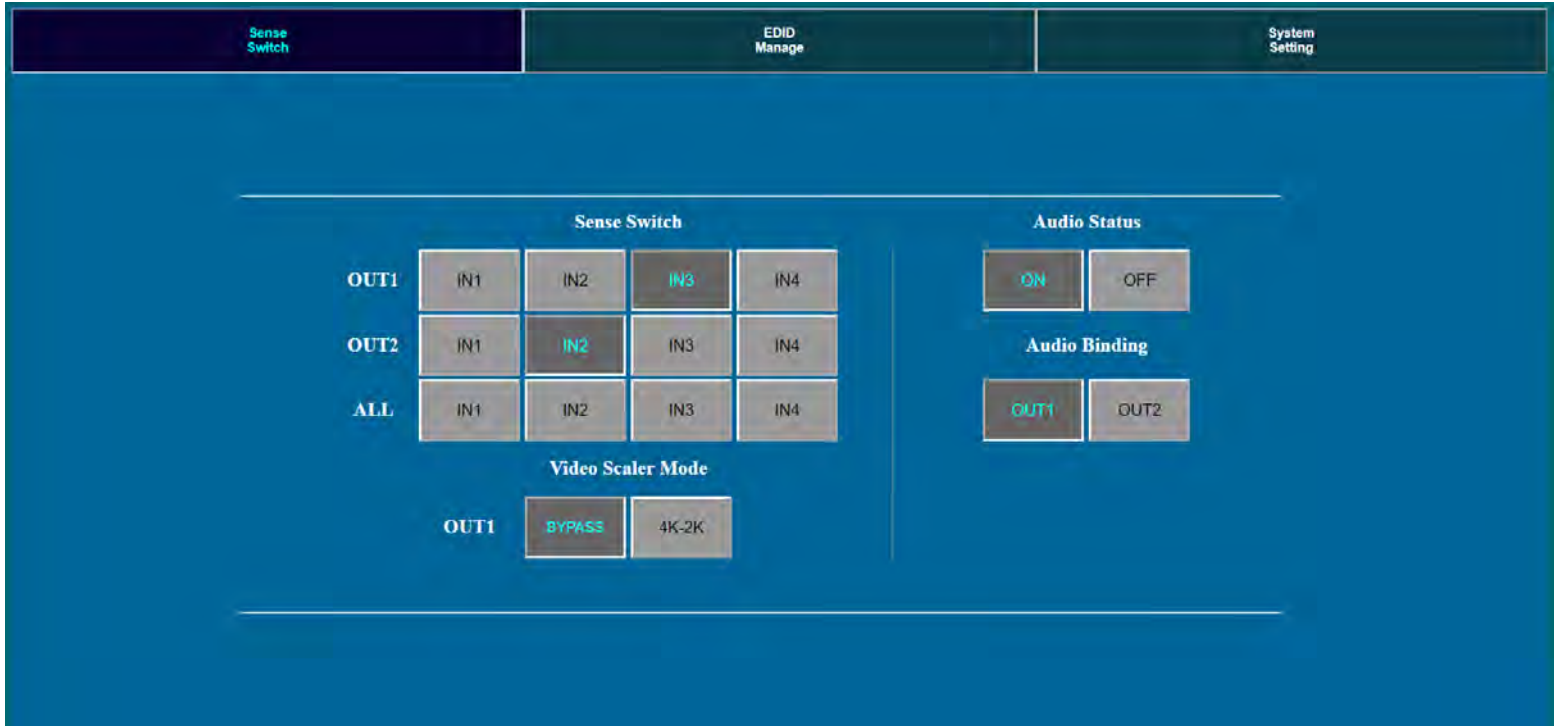 Sense
Switch
EDID
Manage
System
Setting
Sense Switch
Audio Status
OUT1 IN1 IN2 IN3 IN4
ON OFF
OUT2 IN1 IN2 IN3 IN4
Audio Binding
ALL IN1 IN2 IN3 IN4
OUT1 OUT2
Video Scaler Mode
OUT1 BYPASS 4K-2K